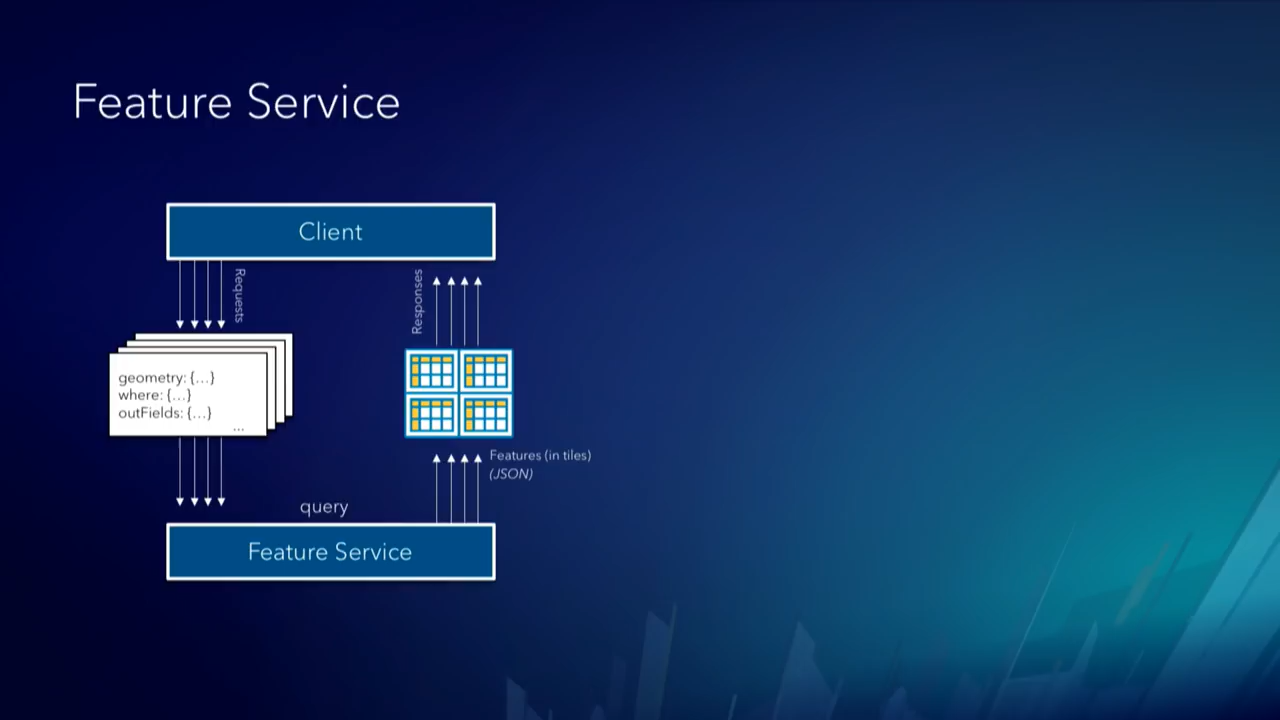 Feature Service
Client
Requests
Responses
geometry: {...}
where: {...}
outFields: {...}
...
Features (in tiles)
(JSON)
query
Feature Service